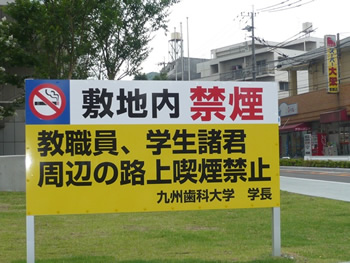 敷地内 禁煙
教職員、学生諸君
周辺の路上喫煙禁止
九州歯科大学 学長